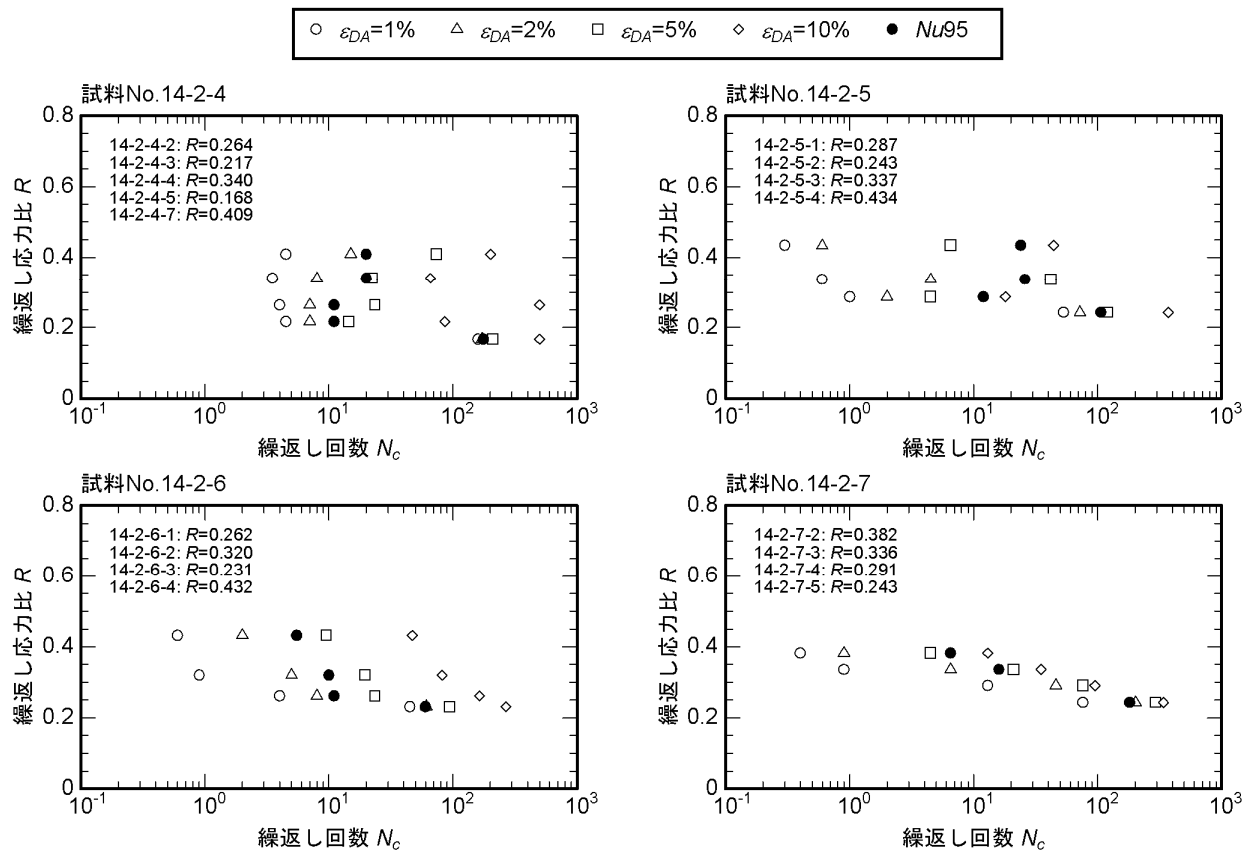 ○ εDA=1% △ εDA=2% □ εDA=5% ◇ εDA=10% ● Nu95
試料No.14-2-4
14-2-4-2: R=0.264
14-2-4-3: R=0.217
14-2-4-4: R=0.340
14-2-4-5: R=0.168
14-2-4-7: R=0.409
繰返し応力比 R
0.8
0.6
0.4
0.2
0
10-1 100 101 102 103
繰返し回数 Nc
試料No.14-2-5
14-2-5-1: R=0.287
14-2-5-2: R=0.243
14-2-5-3: R=0.337
14-2-5-4: R=0.434
繰返し応力比 R
0.8
0.6
0.4
0.2
0
10-1 100 101 102 103
繰返し回数 Nc
試料No.14-2-6
14-2-6-1: R=0.262
14-2-6-2: R=0.320
14-2-6-3: R=0.231
14-2-6-4: R=0.432
繰返し応力比 R
0.8
0.6
0.4
0.2
0
10-1 100 101 102 103
繰返し回数 Nc
試料No.14-2-7
14-2-7-2: R=0.382
14-2-7-3: R=0.336
14-2-7-4: R=0.291
14-2-7-5: R=0.243
繰返し応力比 R
0.8
0.6
0.4
0.2
0
10-1 100 101 102 103
繰返し回数 Nc